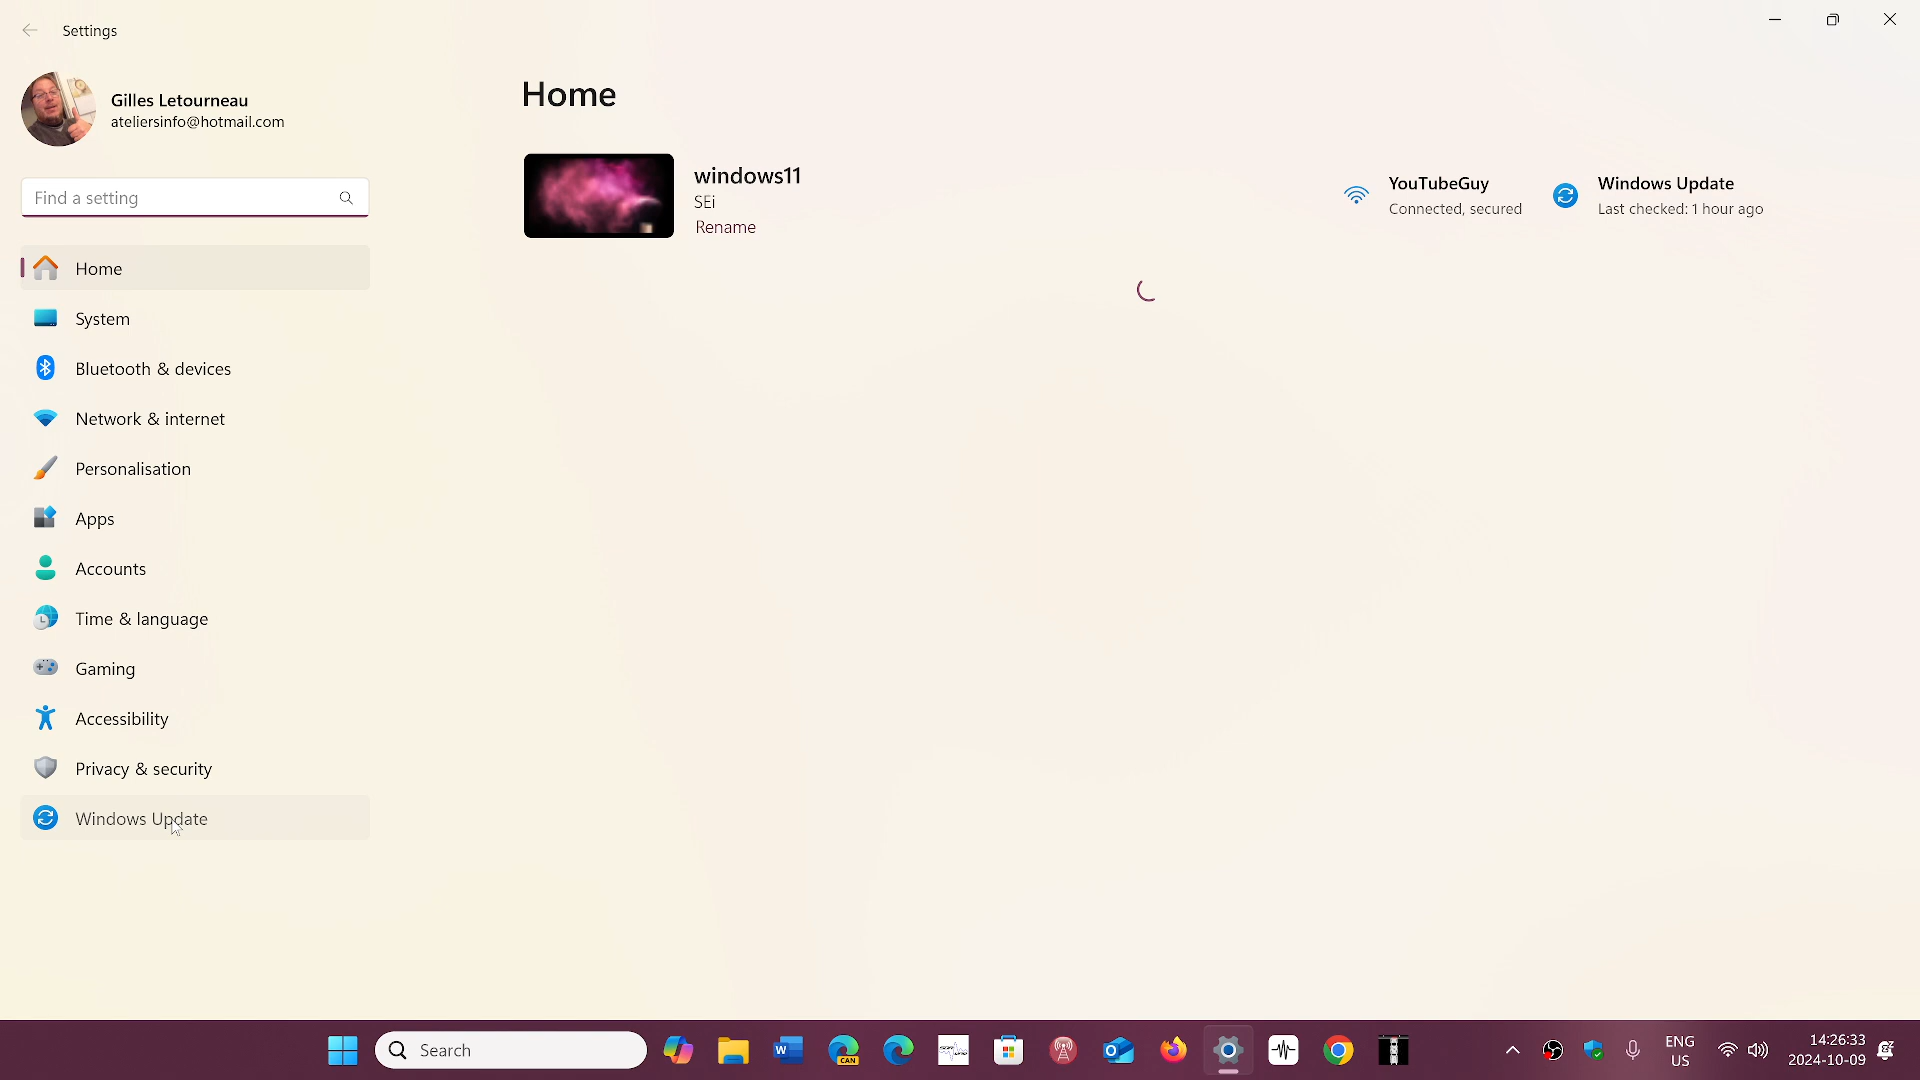 Settings
Gilles Letourneau
ateliersinfo@hotmail.com
Find a setting
Home
System
Bluetooth & devices
Network & internet
Personalisation
Apps
Accounts
Time & language
Gaming
Accessibility
Privacy & security
Windows Update
Home
windows11
SEi
Rename
YouTubeGuy
Connected, secured
Windows Update
Last checked: 1 hour ago
Search
W
CAN
ENG
US
14:26:33
2024-10-09